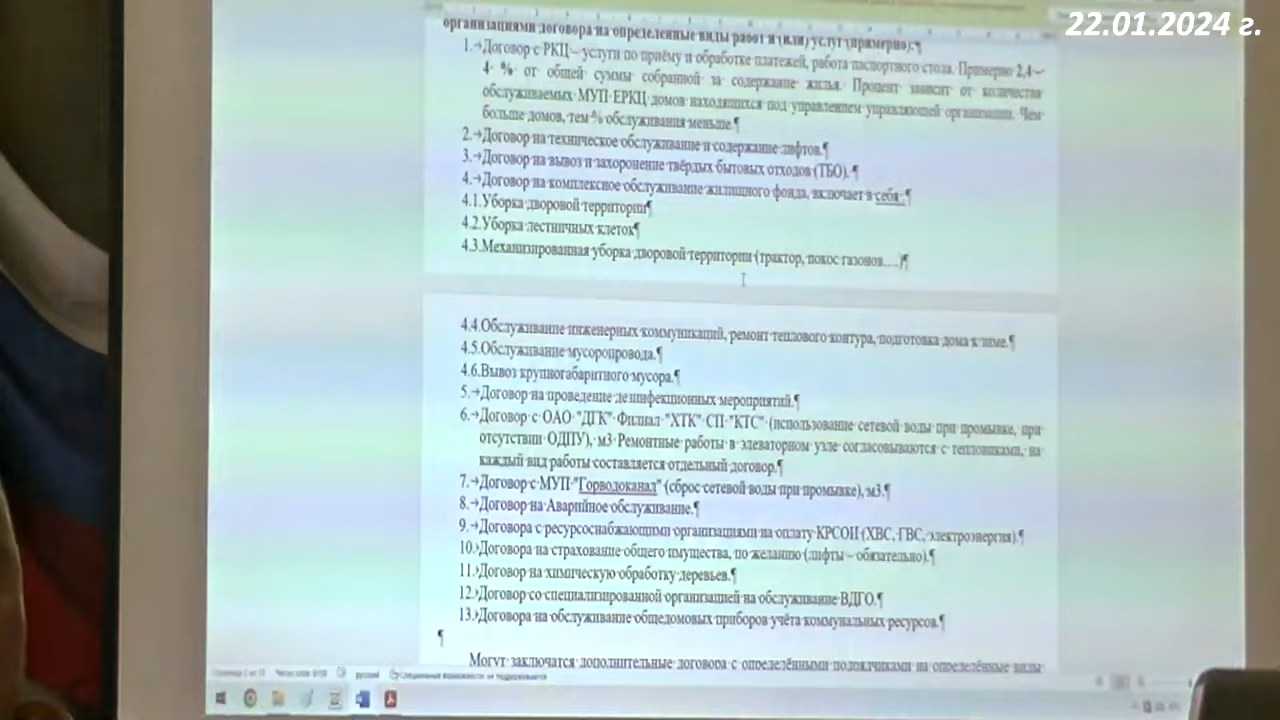 22.01.2024 г.
организациями договора на определенные виды работ и (или) услуг (примерно):¶
1.→Договор с РКЦ – услуги по приёму и обработке платежей, работа паспортного стола. Примерно 2,4 –
4 % от общей суммы собранной за содержание жилья. Процент зависит от количества
обслуживаемых МУП ЕРКЦ домов находящихся под управлением управляющей организации. Чем
больше домов, тем % обслуживания меньше.¶
2.→Договор на техническое обслуживание и содержание лифтов.¶
3.→Договор на вывоз и захоронение твёрдых бытовых отходов (ТБО).¶
4.→Договор на комплексное обслуживание жилищного фонда, включает в себя:¶
4.1.Уборка дворовой территории¶
4.2.Уборка лестничных клеток¶
4.3.Механизированная уборка дворовой территории (трактор, покос газонов….)¶
4.4.Обслуживание инженерных коммуникаций, ремонт теплового контура, подготовка дома к зиме.¶
4.5.Обслуживание мусоропровода.¶
4.6.Вывоз крупногабаритного мусора.¶
5.→Договор на проведение дезинфекционных мероприятий.¶
6.→Договор с ОАО "ДГК" Филиал "ХТК" СП "КТС" (использование сетевой воды при промывке, при
отсутствии ОДПУ), м3 Ремонтные работы в элеваторном узле согласовываются с тепловиками, на
каждый вид работы составляется отдельный договор.¶
7.→Договор с МУП "Горводоканал" (сброс сетевой воды при промывке), м3.¶
8.→Договор на Аварийное обслуживание.¶
9.→Договора с ресурсоснабжающими организациями на оплату КРСОИ (ХВС, ГВС, электроэнергия).¶
10.Договора на страхование общего имущества, по желанию (лифты – обязательно).¶
11.Договор на химическую обработку деревьев.¶
12.Договор со специализированной организацией на обслуживание ВДГО.¶
13.Договора на обслуживание общедомовых приборов учёта коммунальных ресурсов.¶
¶
Могут заключатся дополнительные договора с определёнными подрядчиками на определённые виды
русский Специальные возможности: не поддерживаются